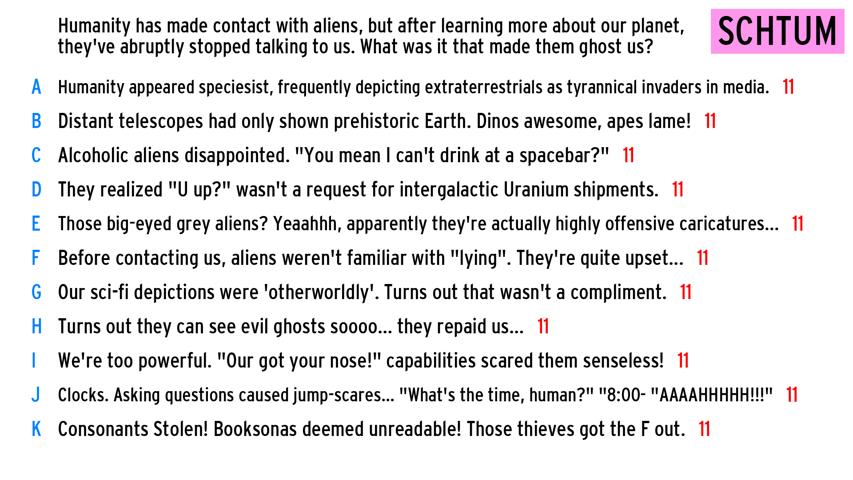 Humanity has made contact with aliens, but after learning more about our planet,
they've abruptly stopped talking to us. What was it that made them ghost us?
SCHTUM
A Humanity appeared speciesist, frequently depicting extraterrestrials as tyrannical invaders in media. 11
B Distant telescopes had only shown prehistoric Earth. Dinos awesome, apes lame! 11
C Alcoholic aliens disappointed. "You mean I can't drink at a spacebar?" 11
D They realized "U up?" wasn't a request for intergalactic Uranium shipments. 11
E Those big-eyed grey aliens? Yeaahhh, apparently they're actually highly offensive caricatures... 11
F Before contacting us, aliens weren't familiar with "lying". They're quite upset... 11
G Our sci-fi depictions were 'otherworldly'. Turns out that wasn't a compliment. 11
H Turns out they can see evil ghosts soooo... they repaid us... 11
I We're too powerful. "Our got your nose!" capabilities scared them senseless! 11
J Clocks. Asking questions caused jump-scares... "What's the time, human?" "8:00- "AAAAHHHHH!!!" 11
K Consonants Stolen! Booksonas deemed unreadable! Those thieves got the F out. 11